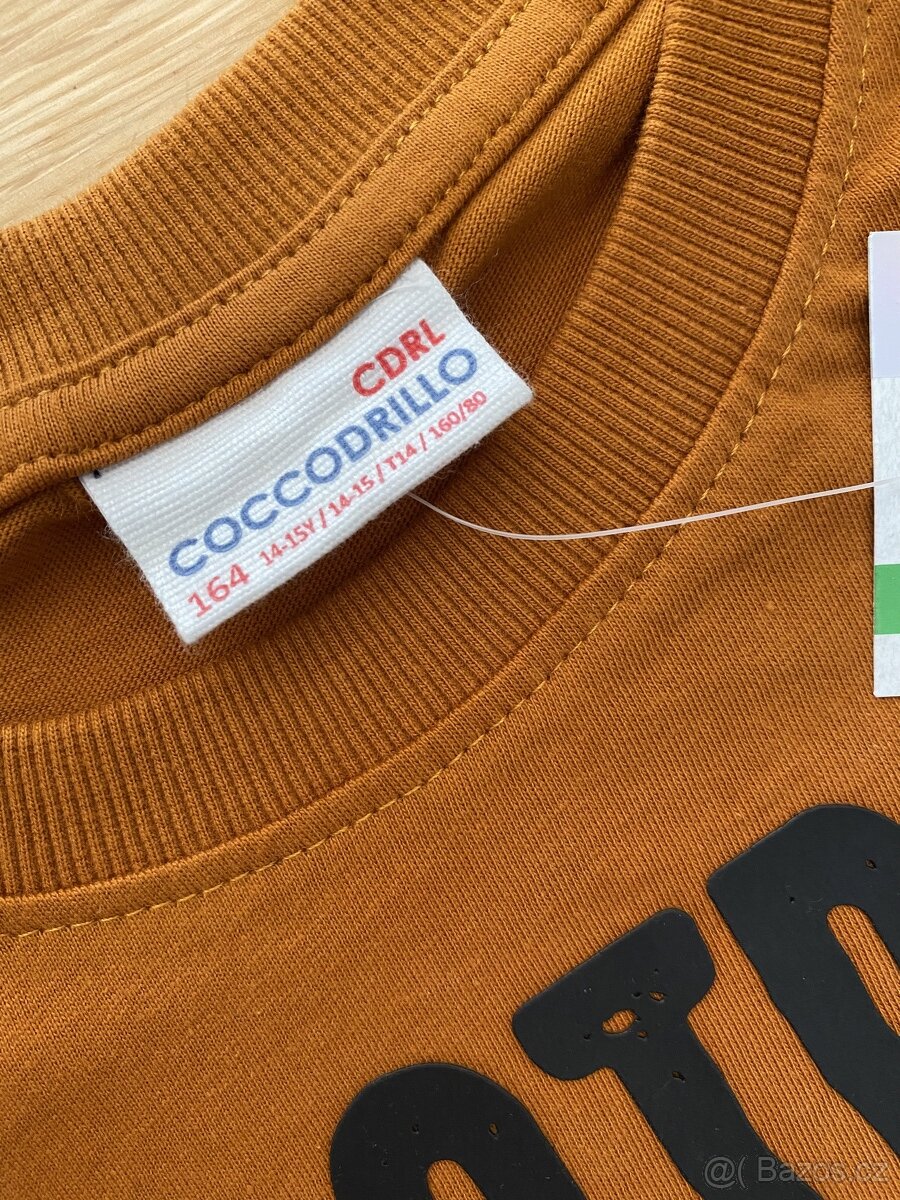 CDRL
COCCODRILLO
164 14-15Y / 14-15 / T14 / 160/80
@( Bazos.cz